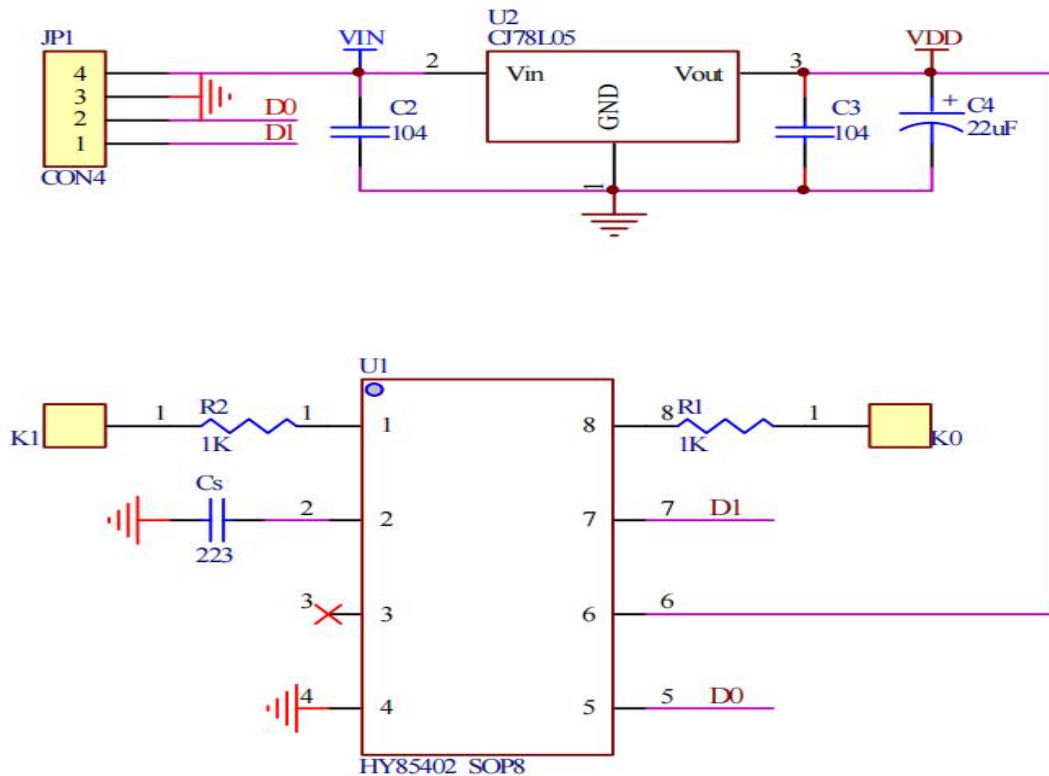 U2
JP1
VIN
CJ78L05
VDD
4
2
Vin
Vout
3
3
D0
C2
GND
C3
+
C4
2
D1
104
104
22uF
1
CON4
1
U1
K1
1
R2
1
1
8
8
R1
1
K0
1K
1K
Cs
2
2
7
7
D1
223
3
3
6
6
4
4
5
5
D0
HY85402 SOP8